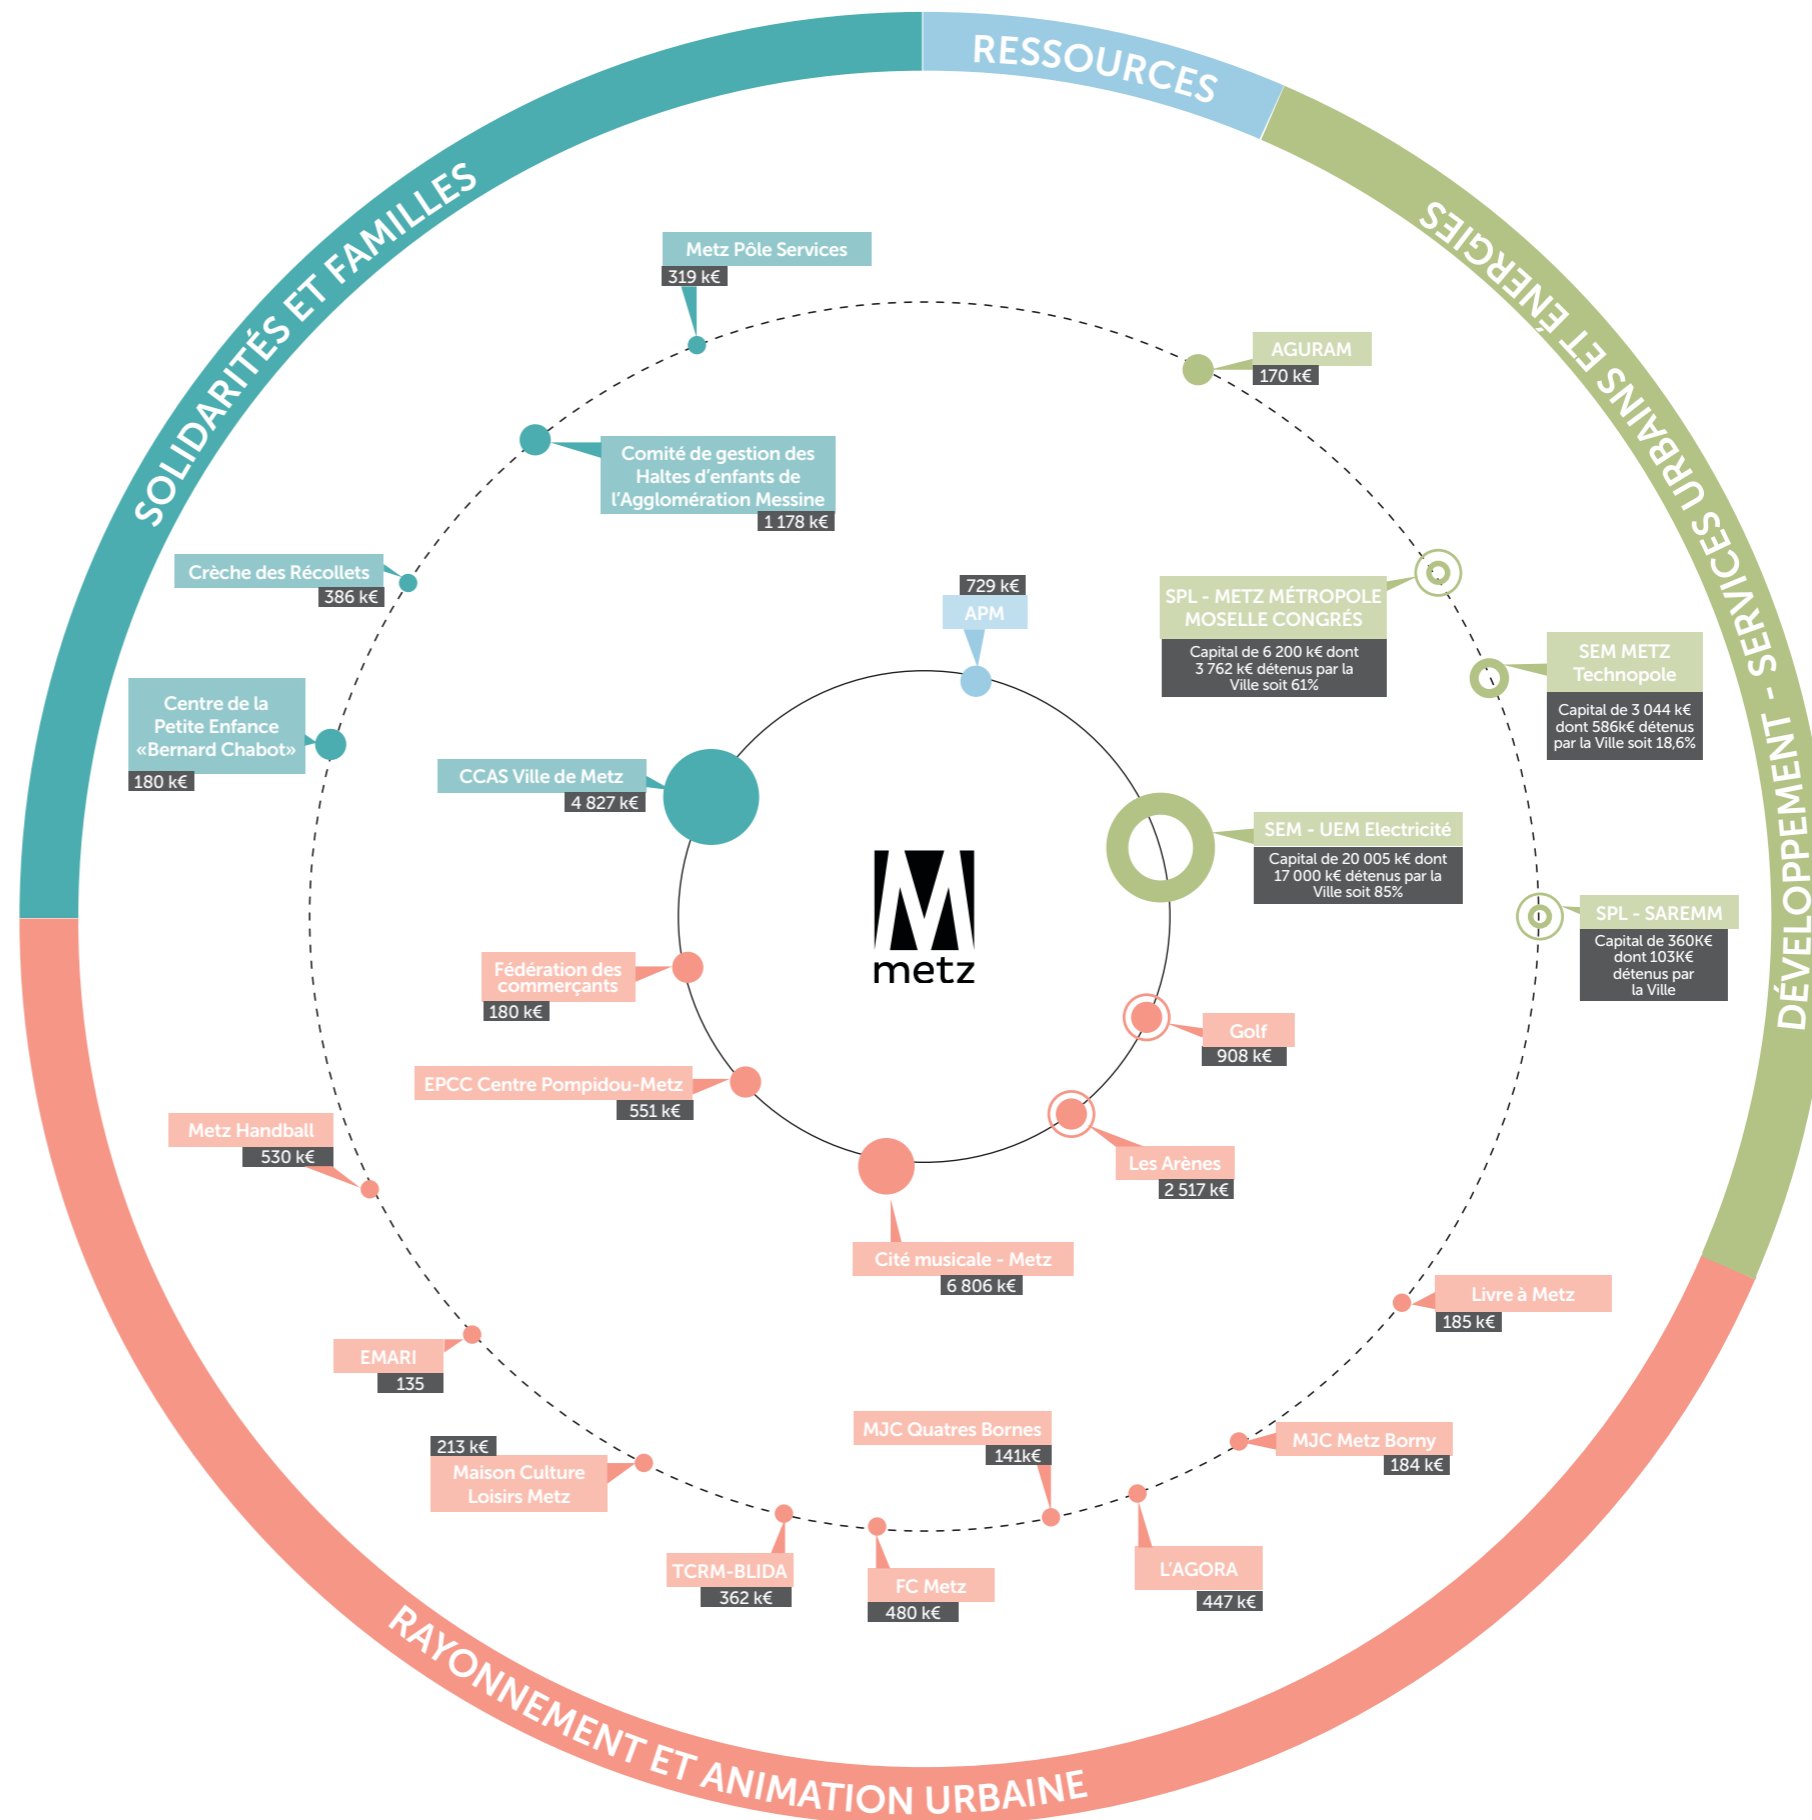 RESSOURCES
SOLIDARITÉS ET FAMILLES
DÉVELOPPEMENT - SERVICES URBAINS ET ÉNERGIES
Metz Pôle Services
319 k€
AGURAM
170 k€
Comité de gestion des
Haltes d'enfants de
l'Agglomération Messine
1 178 k€
Crèche des Récollets
386 k€
729 k€
APM
SPL - METZ MÉTROPOLE
MOSELLE CONGRÉS
Capital de 6 200 k€ dont
3 762 k€ détenus par la
Ville soit 61%
SEM METZ
Technopole
Capital de 3 044 k€
dont 586k€ détenus
par la Ville soit 18,6%
Centre de la
Petite Enfance
«Bernard Chabot»
180 k€
CCAS Ville de Metz
4 827 k€
SEM - UEM Electricité
Capital de 20 005 k€ dont
17 000 k€ détenus par la
Ville soit 85%
metz
SPL - SAREMM
Capital de 360K€
dont 103K€
détenus par
la Ville
Fédération des
commerçants
180 k€
Golf
908 k€
EPCC Centre Pompidou-Metz
551 k€
Metz Handball
530 k€
Les Arènes
2 517 k€
Cité musicale - Metz
6 806 k€
Livre à Metz
185 k€
EMARI
135
213 k€
Maison Culture
Loisirs Metz
MJC Quatres Bornes
141k€
MJC Metz Borny
184 k€
TCRM-BLIDA
362 k€
FC Metz
480 k€
L'AGORA
447 k€
RAYONNEMENT ET ANIMATION URBAINE